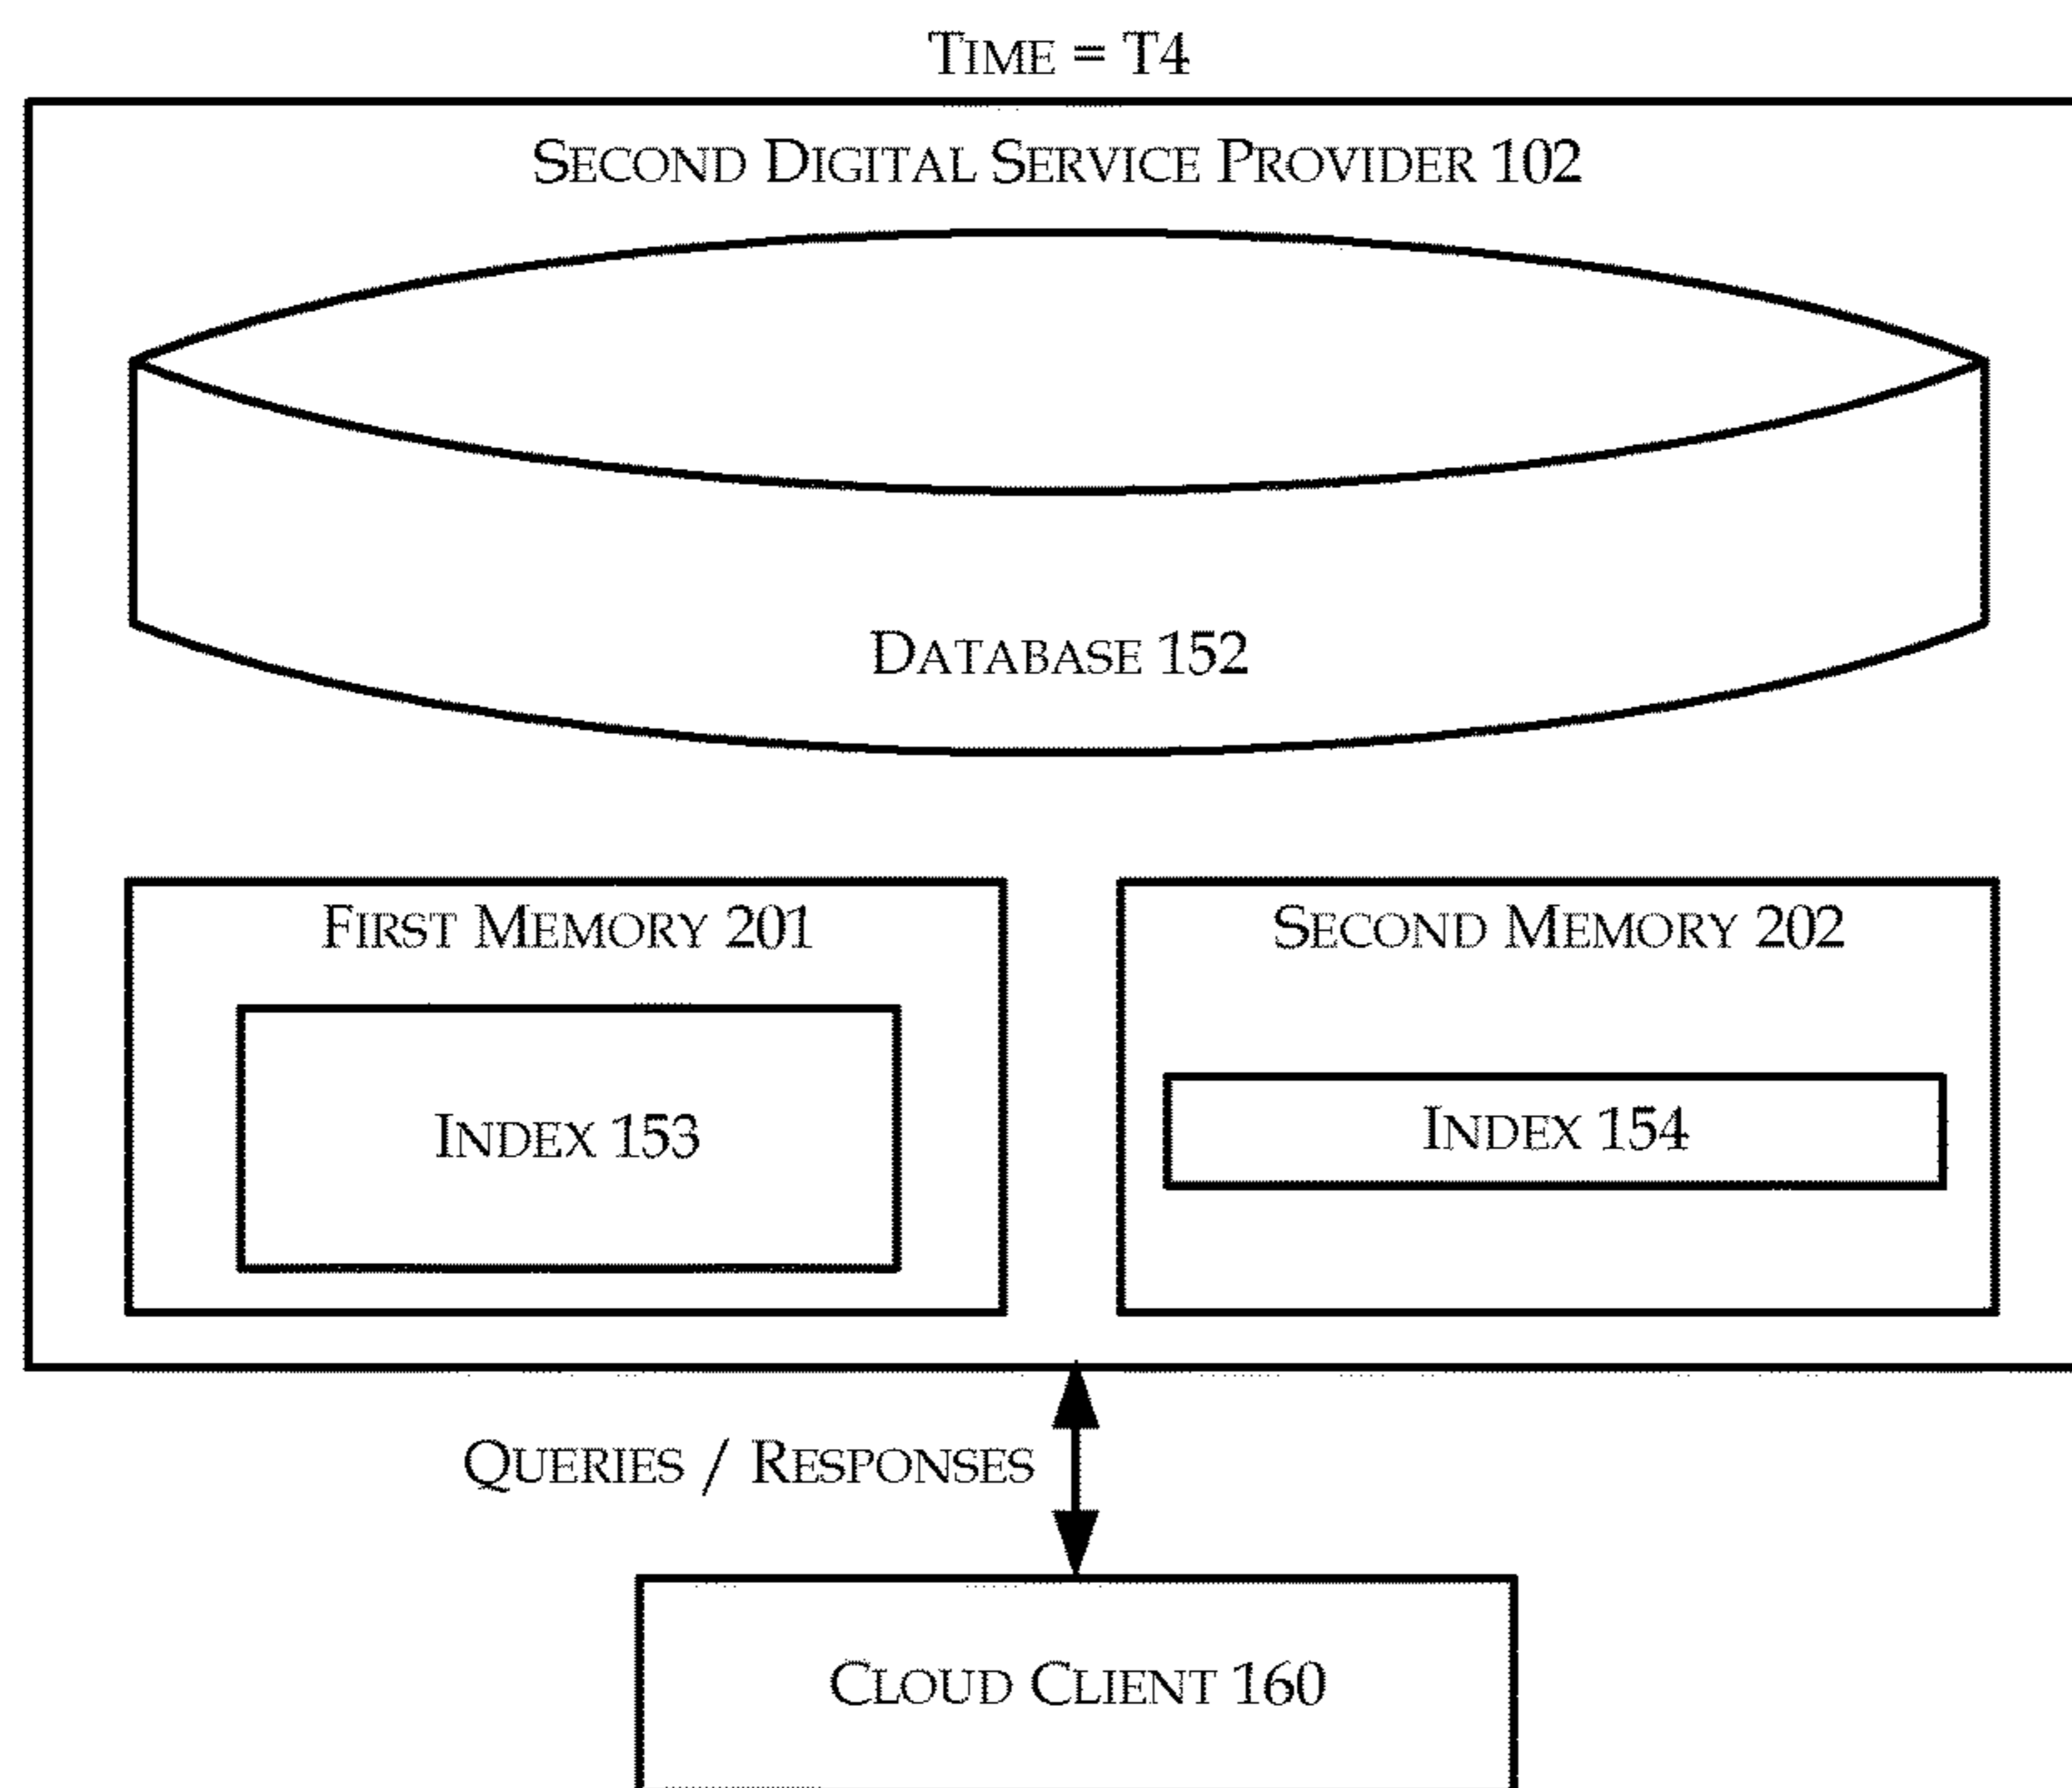 TIME = T4
SECOND DIGITAL SERVICE PROVIDER 102
DATABASE 152
FIRST MEMORY 201
SECOND MEMORY 202
INDEX 153
INDEX 154
QUERIES / RESPONSES
CLOUD CLIENT 160